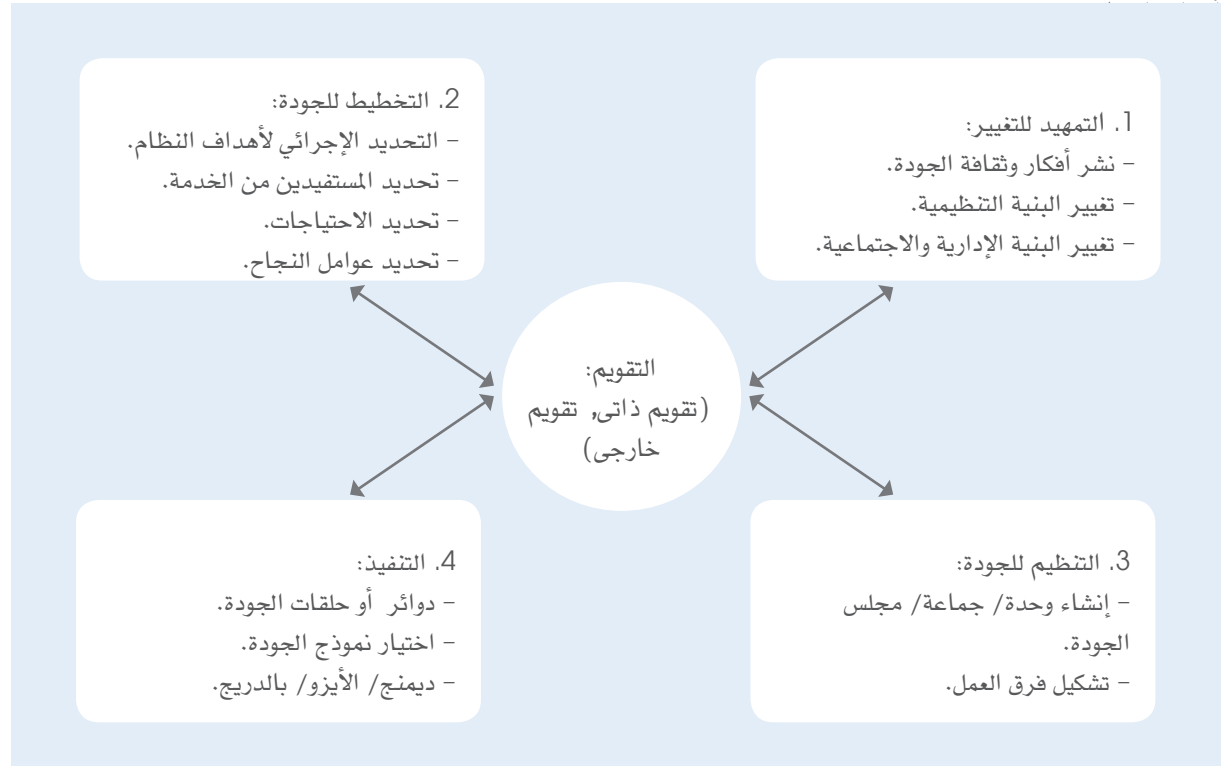 1. التمهيد للتغيير:
– نشر أفكار وثقافة الجودة.
– تغيير البنية التنظيمية.
– تغيير البنية الإدارية والاجتماعية.
2. التخطيط للجودة:
– التحديد الإجرائي لأهداف النظام.
– تحديد المستفيدين من الخدمة.
– تحديد الاحتياجات.
– تحديد عوامل النجاح.
التقويم:
(تقويم ذاتى, تقويم
خارجى)
3. التنظيم للجودة:
– إنشاء وحدة/ جماعة/ مجلس
الجودة.
– تشكيل فرق العمل.
4. التنفيذ:
– دوائر أو حلقات الجودة.
– اختيار نموذج الجودة.
– ديمنج/ الأيزو/ بالدريج.